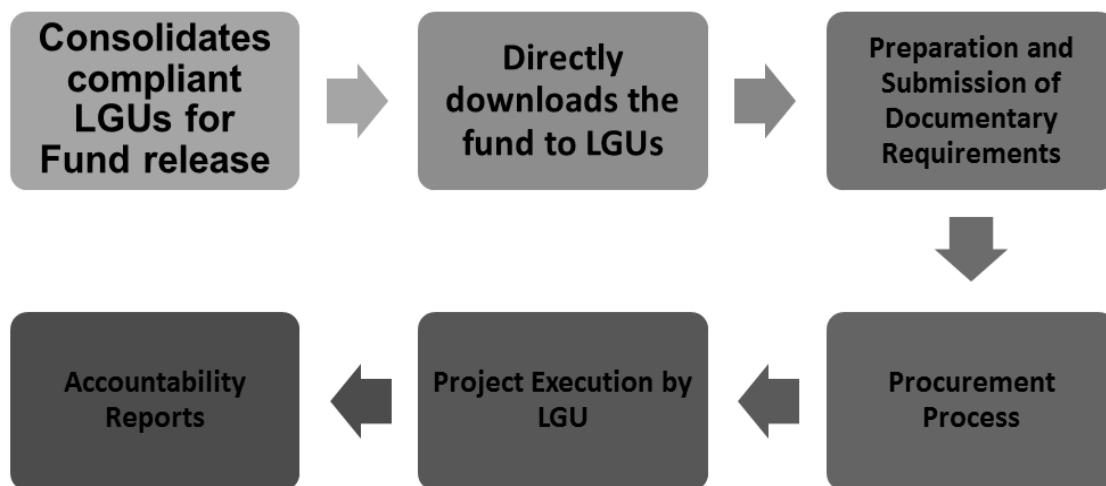 Consolidates
compliant
LGUs for
Fund release
Directly
downloads the
fund to LGUs
Preparation and
Submission of
Documentary
Requirements
Procurement
Process
Project Execution by
LGU
Accountability
Reports